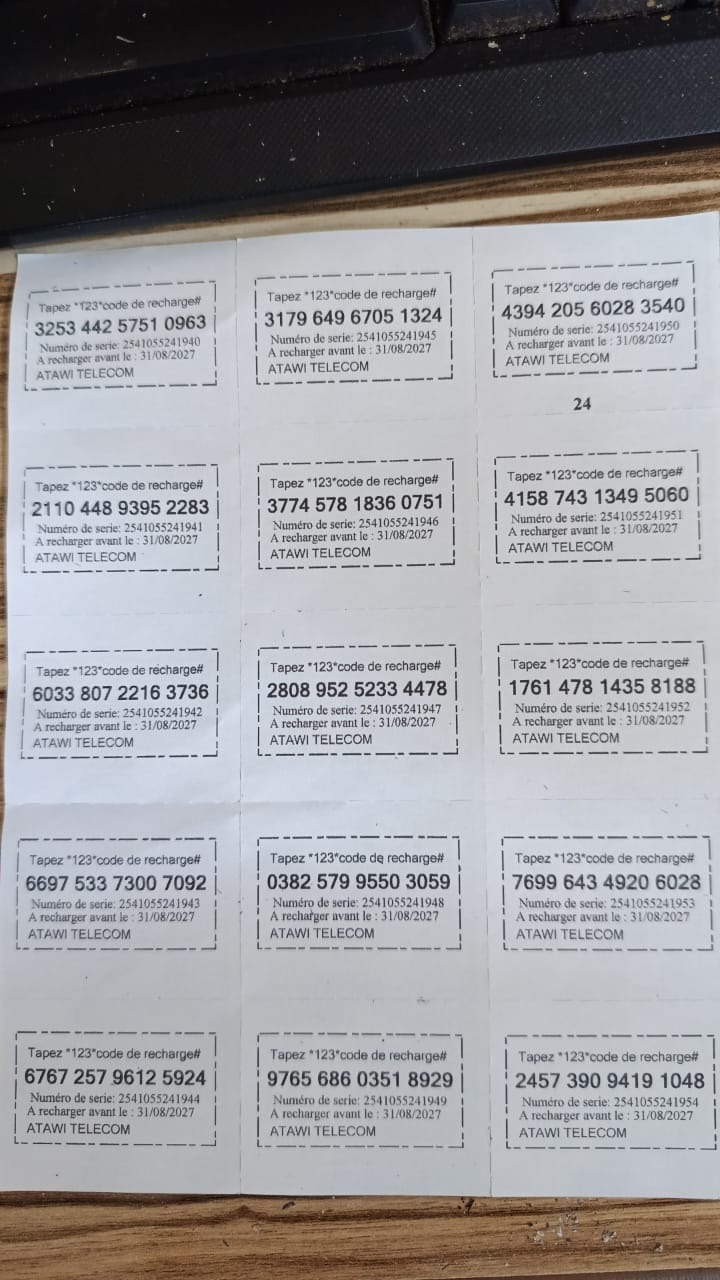 Tapez *123*code de recharge#
3253 442 5751 0963
Numéro de serie: 2541055241940
A recharger avant le : 31/08/2027
ATAWI TELECOM
Tapez *123*code de recharge#
3179 649 6705 1324
Numéro de serie: 2541055241945
A recharger avant le : 31/08/2027
ATAWI TELECOM
Tapez *123*code de recharge#
4394 205 6028 3540
Numéro de serie: 2541055241950
A recharger avant le : 31/08/2027
ATAWI TELECOM
24
Tapez *123*code de recharge#
2110 448 9395 2283
Numéro de serie: 2541055241941
A recharger avant le : 31/08/2027
ATAWI TELECOM
Tapez *123*code de recharge#
3774 578 1836 0751
Numéro de serie: 2541055241946
A recharger avant le : 31/08/2027
ATAWI TELECOM
Tapez *123*code de recharge#
4158 743 1349 5060
Numéro de serie: 2541055241951
A recharger avant le : 31/08/2027
ATAWI TELECOM
Tapez *123*code de recharge#
6033 807 2216 3736
Numéro de serie: 2541055241942
A recharger avant le : 31/08/2027
ATAWI TELECOM
Tapez *123*code de recharge#
2808 952 5233 4478
Numéro de serie: 2541055241947
A recharger avant le : 31/08/2027
ATAWI TELECOM
Tapez *123*code de recharge#
1761 478 1435 8188
Numéro de serie: 2541055241952
A recharger avant le : 31/08/2027
ATAWI TELECOM
Tapez *123*code de recharge#
6697 533 7300 7092
Numéro de serie: 2541055241943
A recharger avant le : 31/08/2027
ATAWI TELECOM
Tapez *123*code de recharge#
0382 579 9550 3059
Numéro de serie: 2541055241948
A recharger avant le : 31/08/2027
ATAWI TELECOM
Tapez *123*code de recharge#
7699 643 4920 6028
Numéro de serie: 2541055241953
A recharger avant le : 31/08/2027
ATAWI TELECOM
Tapez *123*code de recharge#
6767 257 9612 5924
Numéro de serie: 2541055241944
A recharger avant le : 31/08/2027
ATAWI TELECOM
Tapez *123*code de recharge#
9765 686 0351 8929
Numéro de serie: 2541055241949
A recharger avant le : 31/08/2027
ATAWI TELECOM
Tapez *123*code de recharge#
2457 390 9419 1048
Numéro de serie: 2541055241954
A recharger avant le : 31/08/2027
ATAWI TELECOM